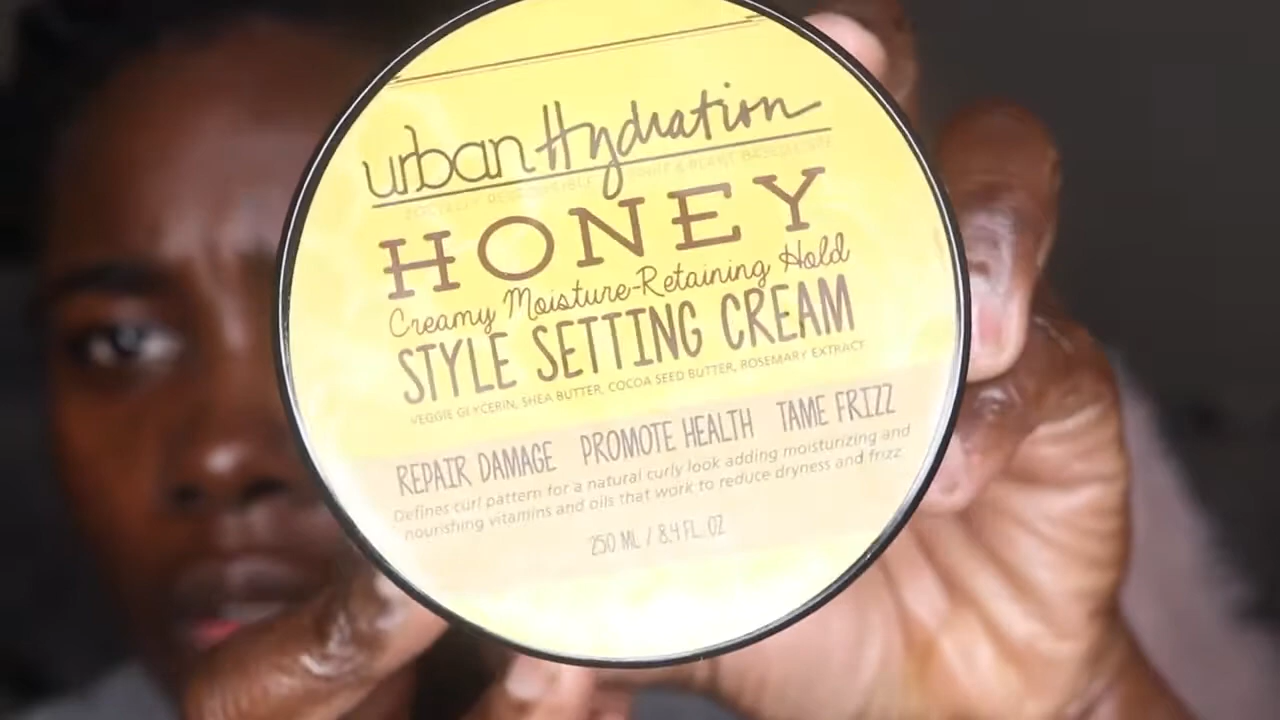 urban Hydration
HONEY
Creamy Moisture-Retaining Hold
STYLE SETTING CREAM
VEGGIE GLYCERIN, SHEA BUTTER, COCOA SEED BUTTER, ROSEMARY EXTRACT
REPAIR DAMAGE PROMOTE HEALTH TAME FRIZZ
Defines curl pattern for a natural curly look adding moisturizing and
nourishing vitamins and oils that work to reduce dryness and frizz
250 ML / 8.4 FL. OZ